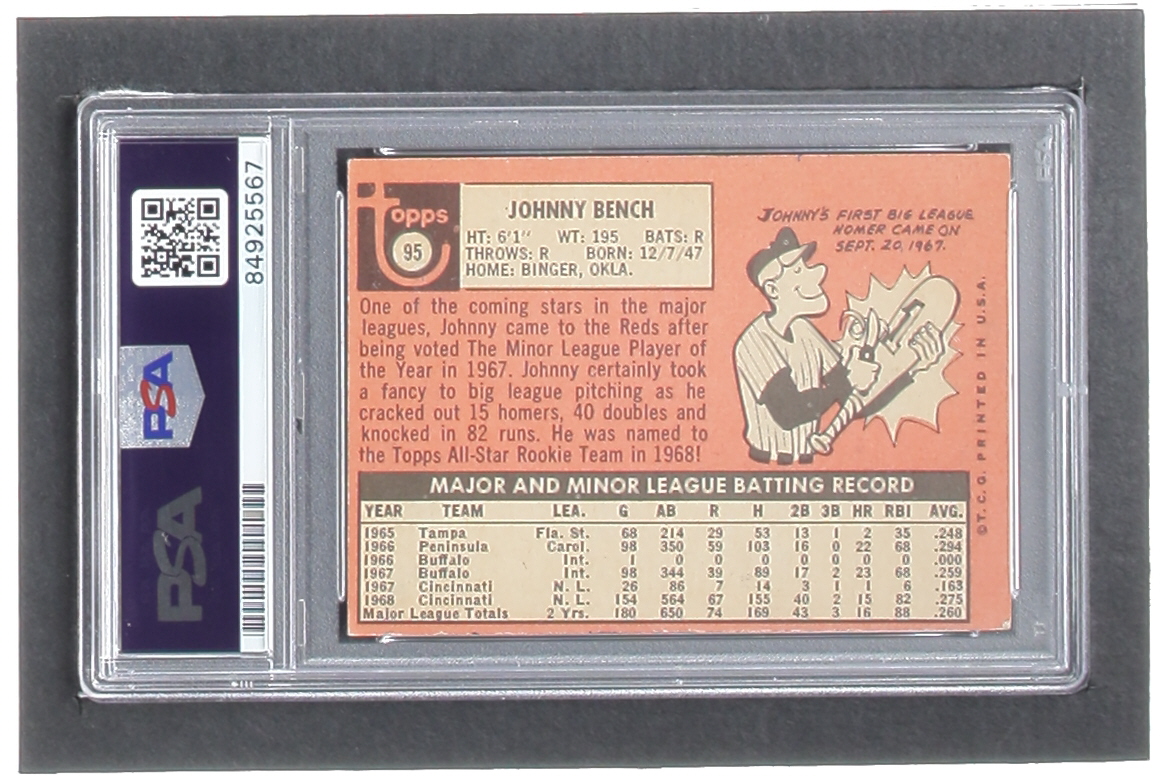 84925567
PSA
PSA
topps
95
JOHNNY BENCH
HT: 6'1" WT: 195 BATS: R
THROWS: R BORN: 12/7/47
HOME: BINGER, OKLA.
One of the coming stars in the major
leagues, Johnny came to the Reds after
being voted The Minor League Player of
the Year in 1967. Johnny certainly took
a fancy to big league pitching as he
cracked out 15 homers, 40 doubles and
knocked in 82 runs. He was named to
the Topps All-Star Rookie Team in 1968!
JOHNNY'S FIRST BIG LEAGUE
HOMER CAME ON
SEPT. 20, 1967.
©T.C.G. PRINTED IN U.S.A.
MAJOR AND MINOR LEAGUE BATTING RECORD
YEAR TEAM LEA. G AB R H 2B 3B HR RBI AVG.
1965 Tampa Fla. St. 68 214 29 53 13 1 2 35 .248
1966 Peninsula Carol. 98 350 59 103 16 0 22 68 .294
1966 Buffalo Int. 1 0 0 0 0 0 0 0 .000
1967 Buffalo Int. 98 344 39 89 17 2 23 68 .259
1967 Cincinnati N. L. 26 86 7 14 3 1 1 6 .163
1968 Cincinnati N. L. 154 564 67 155 40 2 15 82 .275
Major League Totals 2 Yrs. 180 650 74 169 43 3 16 88 .260